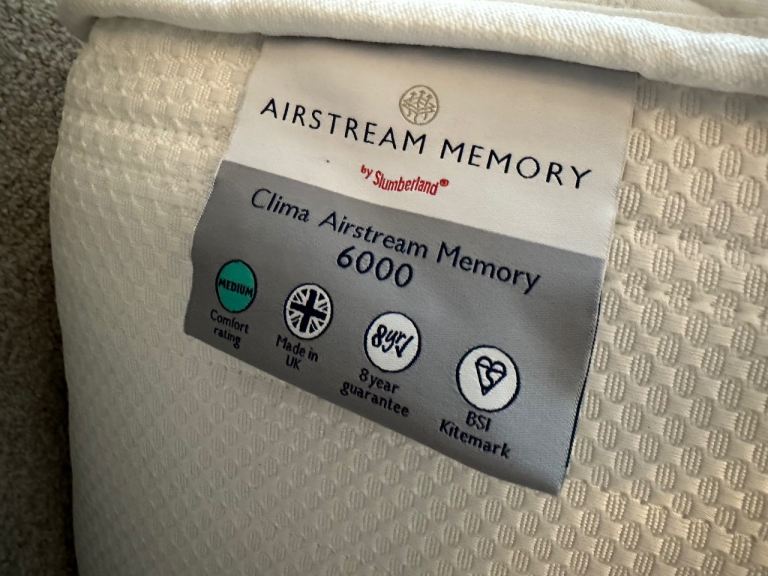 AIRSTREAM MEMORY
by Slumberland®
Clima Airstream Memory
6000
MEDIUM
Comfort
rating
Made in
UK
8yr
8 year
guarantee
BSI
Kitemark